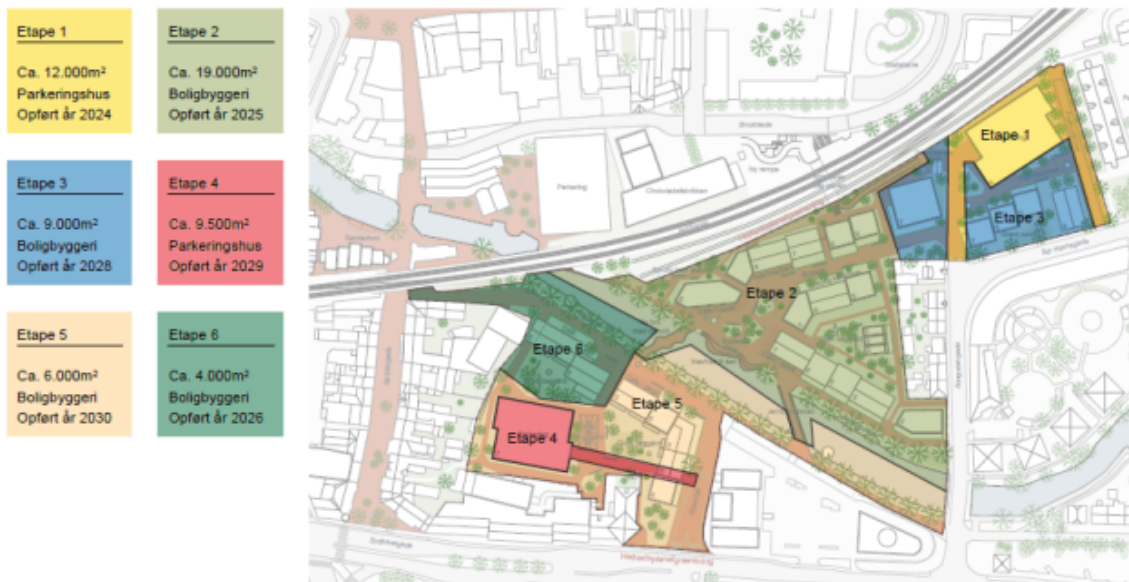 Etape 1
Ca. 12.000m²
Parkeringshus
Opført år 2024
Etape 2
Ca. 19.000m²
Boligbyggeri
Opført år 2025
Etape 3
Ca. 9.000m²
Boligbyggeri
Opført år 2028
Etape 4
Ca. 9.500m²
Parkeringshus
Opført år 2029
Etape 5
Ca. 6.000m²
Boligbyggeri
Opført år 2030
Etape 6
Ca. 4.000m²
Boligbyggeri
Opført år 2026
Etape 1
Etape 3
Etape 2
Etape 6
Etape 5
Etape 4
Parkering
Ny rampe